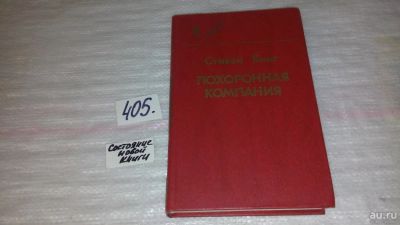 Стивен Кинг
ПОХОРОННАЯ
КОМПАНИЯ
405.
Состояние
новой
книги
au.ru